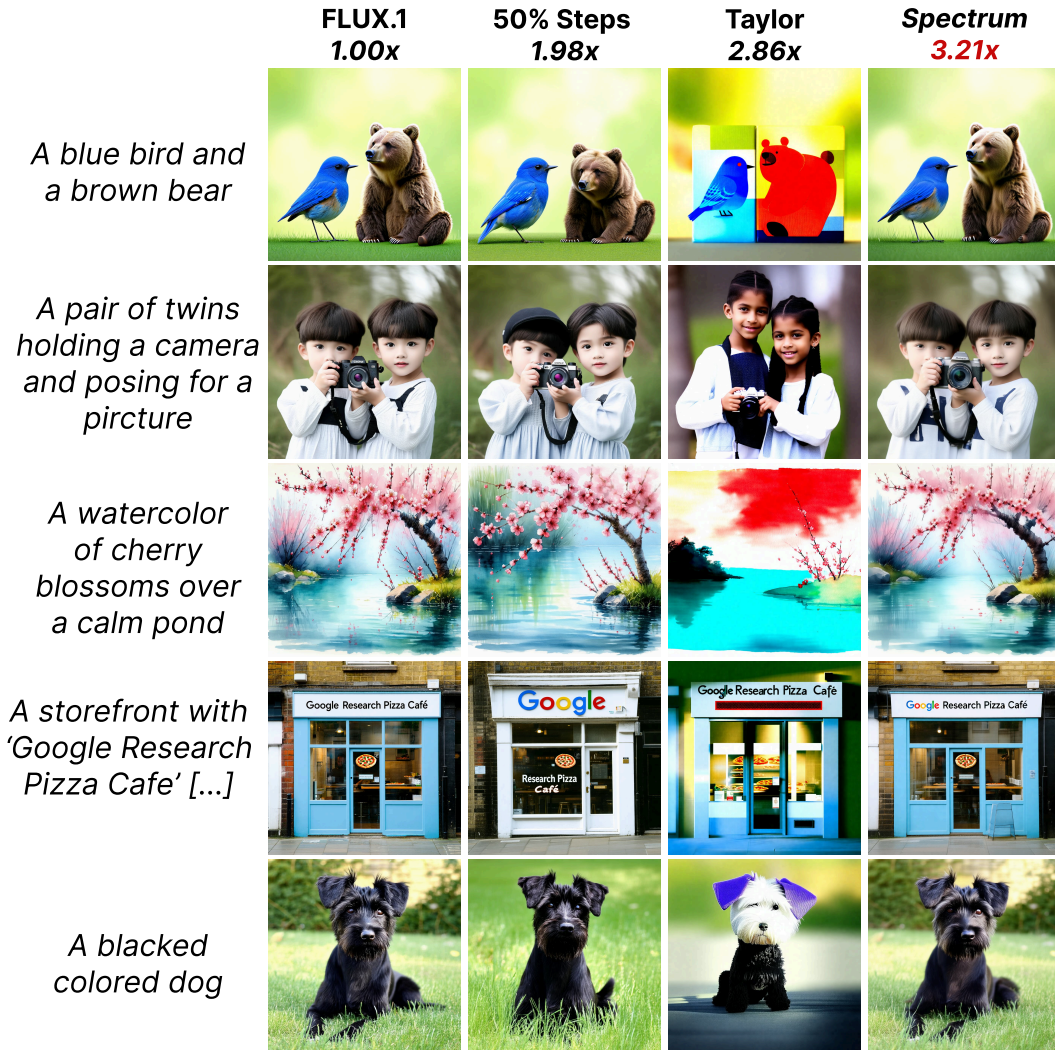 FLUX.1
1.00x
50% Steps
1.98x
Taylor
2.86x
Spectrum
3.21x
A blue bird and
a brown bear
A pair of twins
holding a camera
and posing for a
pircture
A watercolor
of cherry
blossoms over
a calm pond
A storefront with
‘Google Research
Pizza Cafe’ [...]
Google Research Pizza Café
Google
Research Pizza
Café
Google Research Pizza Cafè
Google Research Pizza Café
A blacked
colored dog